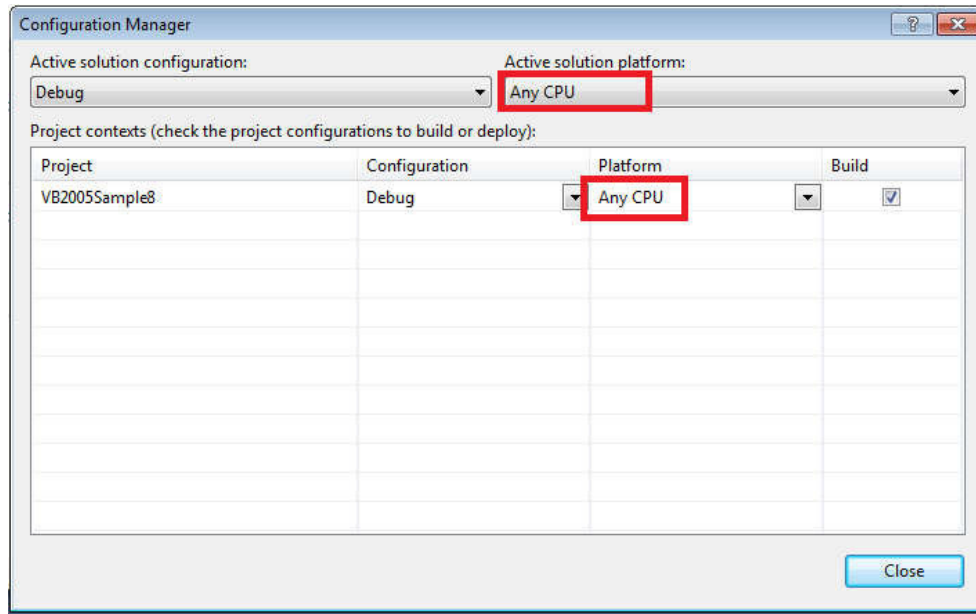 Configuration Manager
Active solution configuration: Active solution platform:
Debug Any CPU
Project contexts (check the project configurations to build or deploy):
Project Configuration Platform Build
VB2005Sample8 Debug Any CPU
Close